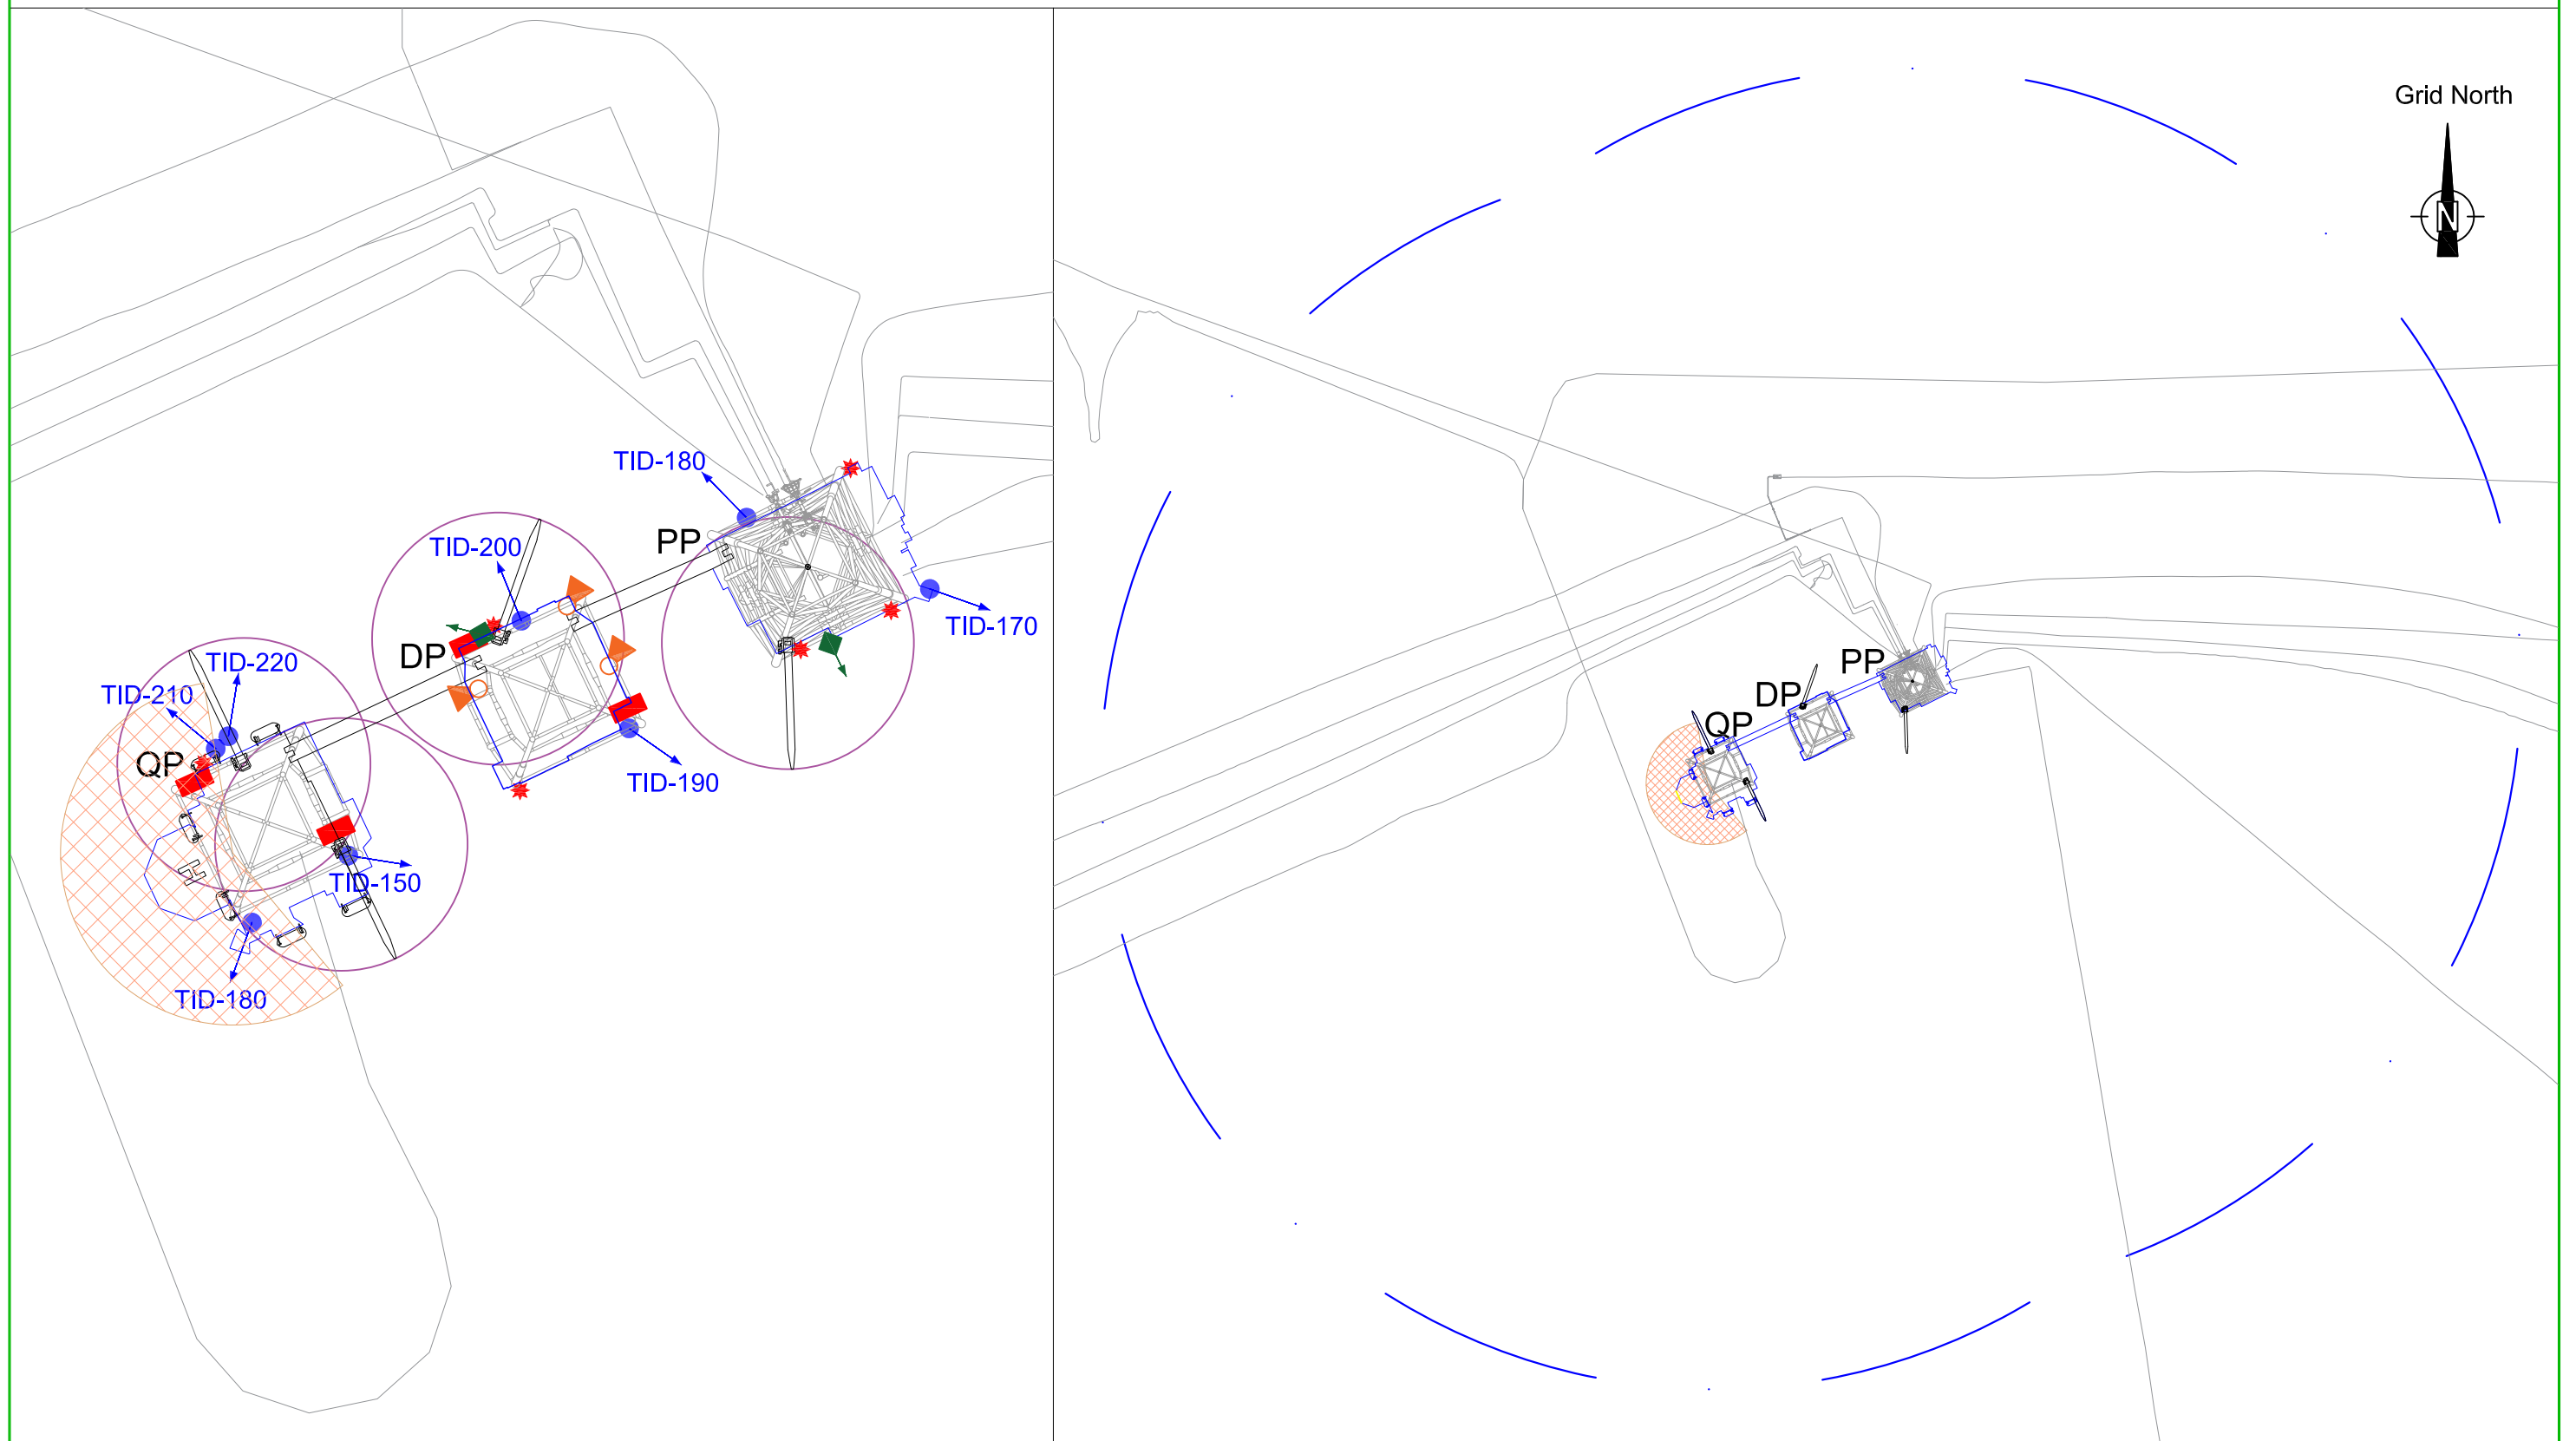 Grid North
N
TID-180
PP
TID-200
TID-170
DP
TID-220
TID-210
TID-190
QP
H
TID-150
TID-180
PP
DP
QP